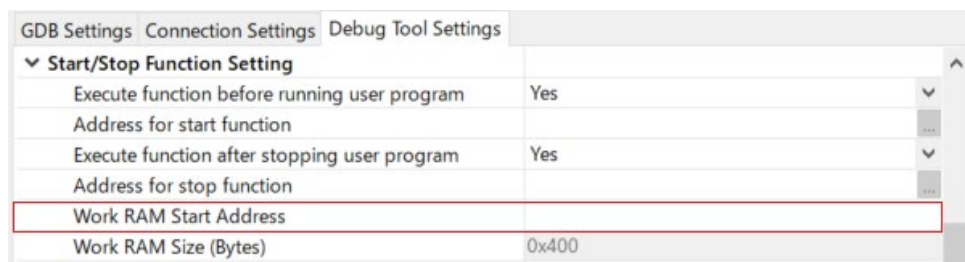 GDB Settings Connection Settings Debug Tool Settings
Start/Stop Function Setting
Execute function before running user program Yes
Address for start function ...
Execute function after stopping user program Yes
Address for stop function ...
Work RAM Start Address
Work RAM Size (Bytes) 0x400